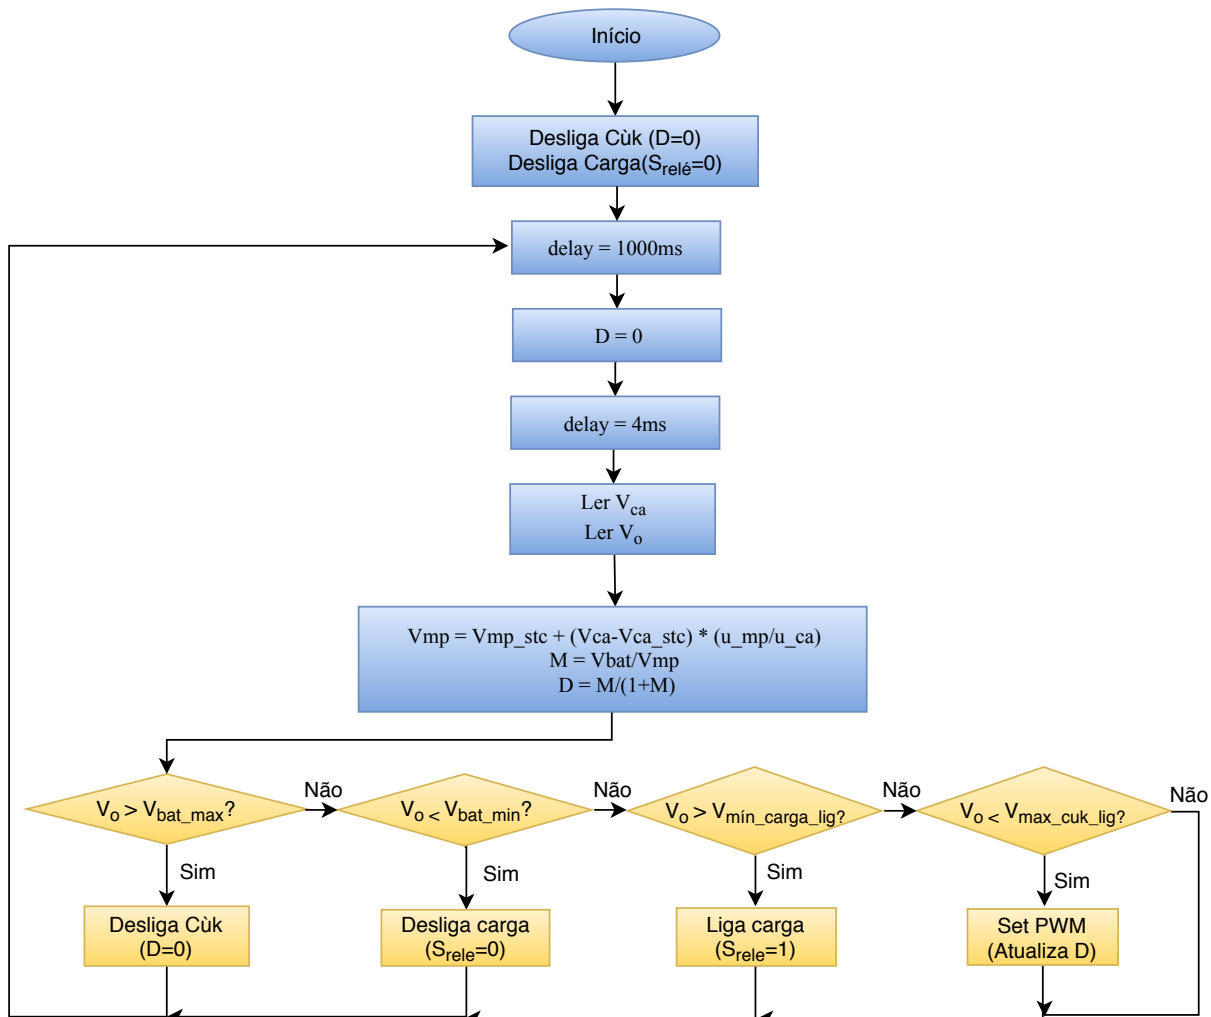 Início
Desliga Cùk (D=0)
Desliga Carga(Srelé=0)
delay = 1000ms
D = 0
delay = 4ms
Ler Vca
Ler Vo
Vmp = Vmp_stc + (Vca-Vca_stc) * (u_mp/u_ca)
M = Vbat/Vmp
D = M/(1+M)
Vo > Vbat_max?
Não
Vo < Vbat_min?
Não
Vo > Vmín_carga_lig?
Não
Vo < Vmax_cuk_lig?
Não
Sim
Sim
Sim
Sim
Desliga Cùk
(D=0)
Desliga carga
(Srele=0)
Liga carga
(Srele=1)
Set PWM
(Atualiza D)